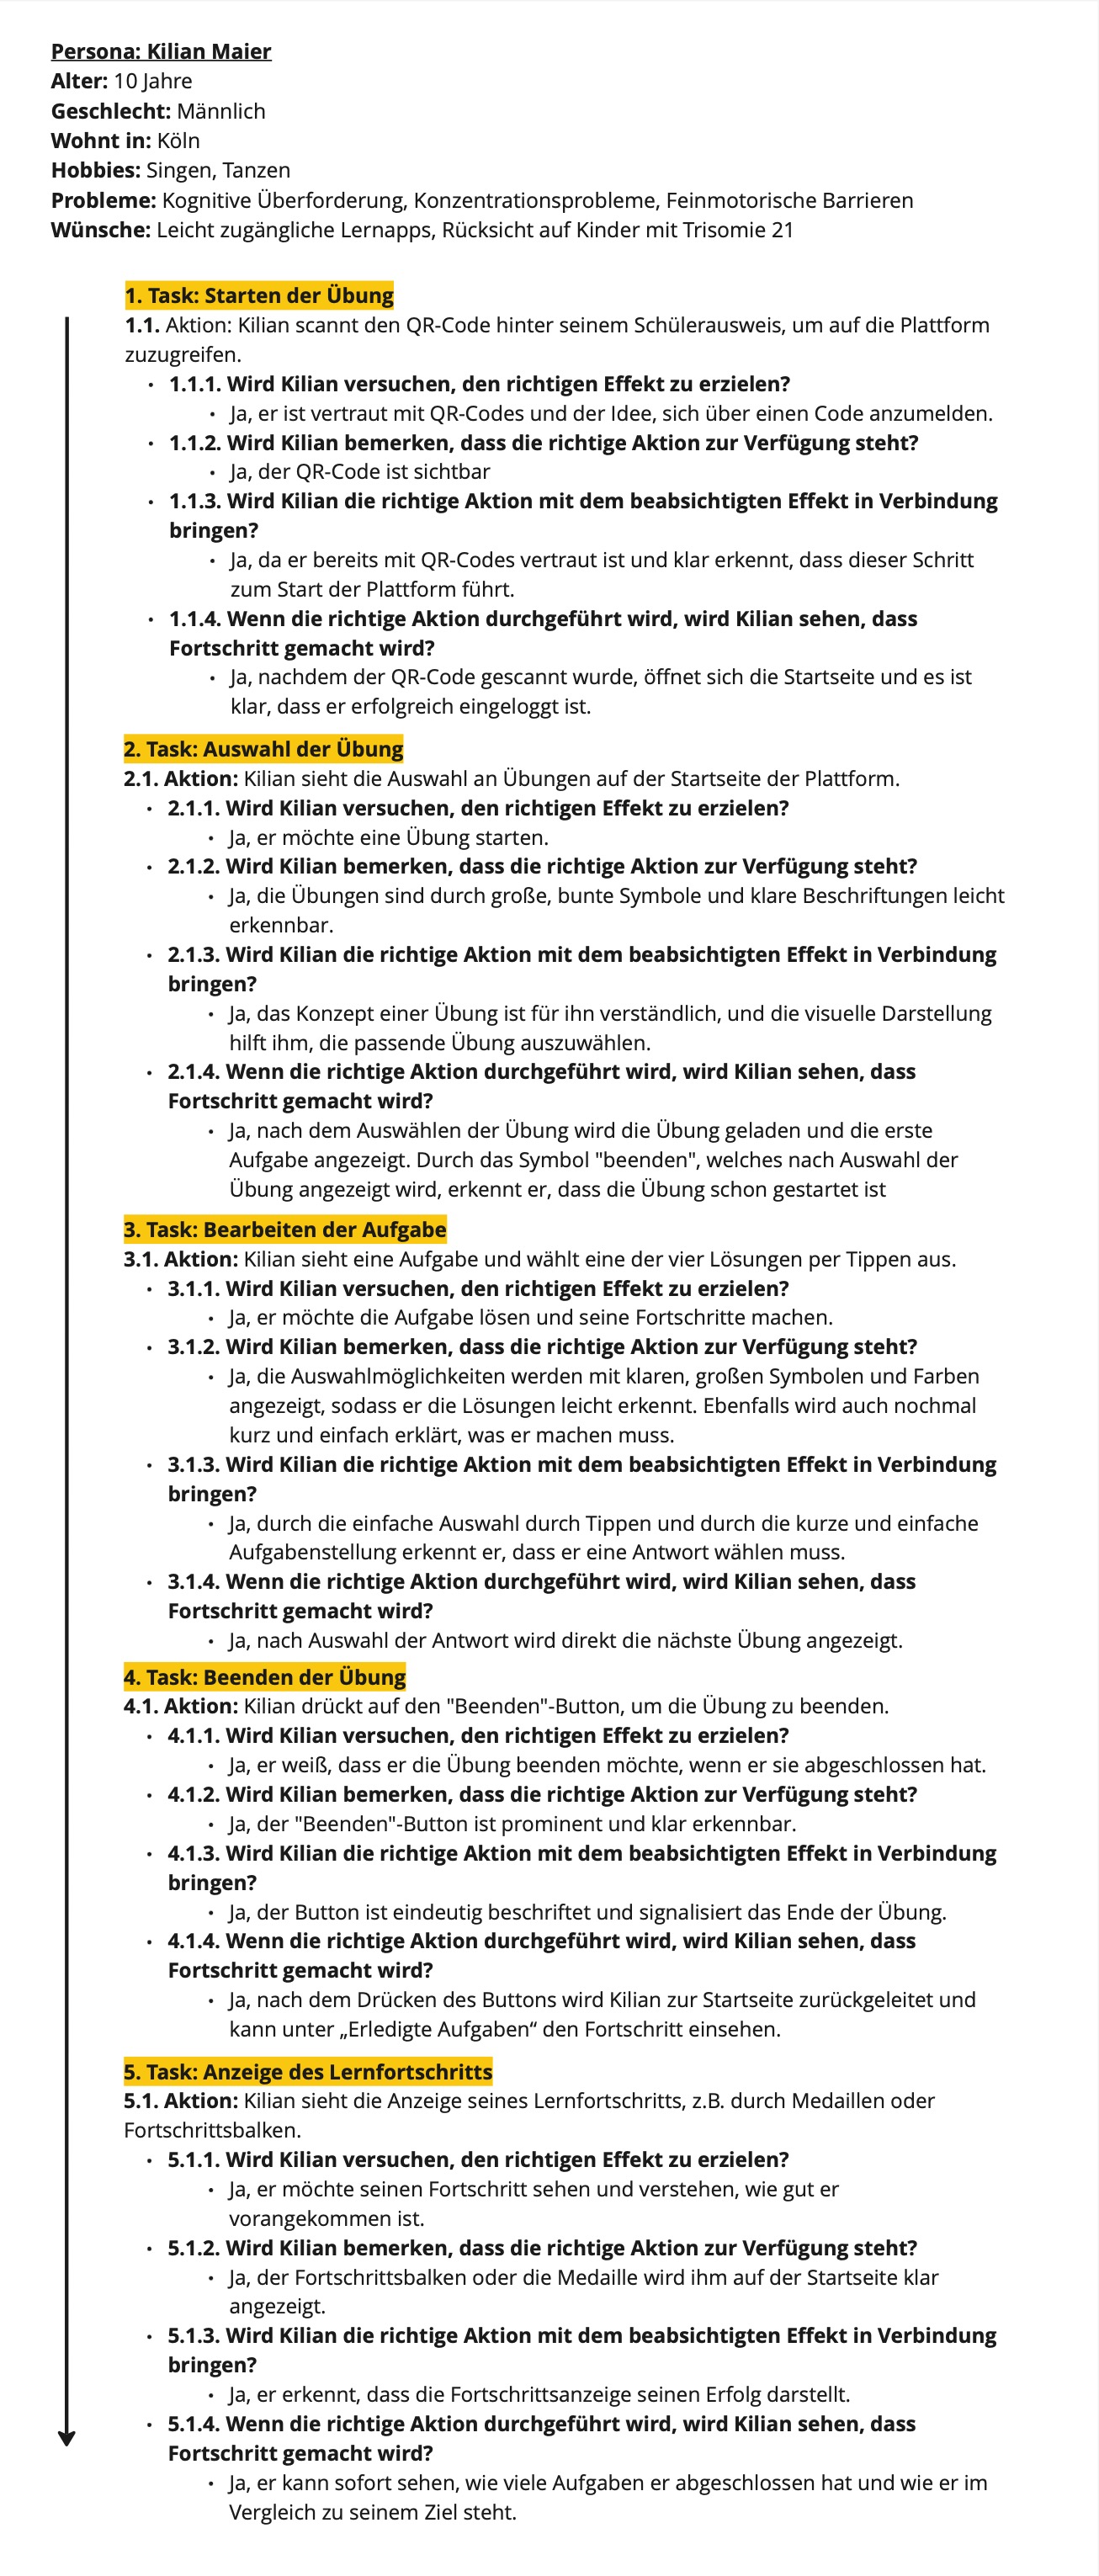 Persona: Kilian Maier
Alter: 10 Jahre
Geschlecht: Männlich
Wohnt in: Köln
Hobbies: Singen, Tanzen
Probleme: Kognitive Überforderung, Konzentrationsprobleme, Feinmotorische Barrieren
Wünsche: Leicht zugängliche Lernapps, Rücksicht auf Kinder mit Trisomie 21
1. Task: Starten der Übung
1.1. Aktion: Kilian scannt den QR-Code hinter seinem Schülerausweis, um auf die Plattform
zuzugreifen.
• 1.1.1. Wird Kilian versuchen, den richtigen Effekt zu erzielen?
• Ja, er ist vertraut mit QR-Codes und der Idee, sich über einen Code anzumelden.
• 1.1.2. Wird Kilian bemerken, dass die richtige Aktion zur Verfügung steht?
• Ja, der QR-Code ist sichtbar
• 1.1.3. Wird Kilian die richtige Aktion mit dem beabsichtigten Effekt in Verbindung
bringen?
• Ja, da er bereits mit QR-Codes vertraut ist und klar erkennt, dass dieser Schritt
zum Start der Plattform führt.
• 1.1.4. Wenn die richtige Aktion durchgeführt wird, wird Kilian sehen, dass
Fortschritt gemacht wird?
• Ja, nachdem der QR-Code gescannt wurde, öffnet sich die Startseite und es ist
klar, dass er erfolgreich eingeloggt ist.
2. Task: Auswahl der Übung
2.1. Aktion: Kilian sieht die Auswahl an Übungen auf der Startseite der Plattform.
• 2.1.1. Wird Kilian versuchen, den richtigen Effekt zu erzielen?
• Ja, er möchte eine Übung starten.
• 2.1.2. Wird Kilian bemerken, dass die richtige Aktion zur Verfügung steht?
• Ja, die Übungen sind durch große, bunte Symbole und klare Beschriftungen leicht
erkennbar.
• 2.1.3. Wird Kilian die richtige Aktion mit dem beabsichtigten Effekt in Verbindung
bringen?
• Ja, das Konzept einer Übung ist für ihn verständlich, und die visuelle Darstellung
hilft ihm, die passende Übung auszuwählen.
• 2.1.4. Wenn die richtige Aktion durchgeführt wird, wird Kilian sehen, dass
Fortschritt gemacht wird?
• Ja, nach dem Auswählen der Übung wird die Übung geladen und die erste
Aufgabe angezeigt. Durch das Symbol "beenden", welches nach Auswahl der
Übung angezeigt wird, erkennt er, dass die Übung schon gestartet ist
3. Task: Bearbeiten der Aufgabe
3.1. Aktion: Kilian sieht eine Aufgabe und wählt eine der vier Lösungen per Tippen aus.
• 3.1.1. Wird Kilian versuchen, den richtigen Effekt zu erzielen?
• Ja, er möchte die Aufgabe lösen und seine Fortschritte machen.
• 3.1.2. Wird Kilian bemerken, dass die richtige Aktion zur Verfügung steht?
• Ja, die Auswahlmöglichkeiten werden mit klaren, großen Symbolen und Farben
angezeigt, sodass er die Lösungen leicht erkennt. Ebenfalls wird auch nochmal
kurz und einfach erklärt, was er machen muss.
• 3.1.3. Wird Kilian die richtige Aktion mit dem beabsichtigten Effekt in Verbindung
bringen?
• Ja, durch die einfache Auswahl durch Tippen und durch die kurze und einfache
Aufgabenstellung erkennt er, dass er eine Antwort wählen muss.
• 3.1.4. Wenn die richtige Aktion durchgeführt wird, wird Kilian sehen, dass
Fortschritt gemacht wird?
• Ja, nach Auswahl der Antwort wird direkt die nächste Übung angezeigt.
4. Task: Beenden der Übung
4.1. Aktion: Kilian drückt auf den "Beenden"-Button, um die Übung zu beenden.
• 4.1.1. Wird Kilian versuchen, den richtigen Effekt zu erzielen?
• Ja, er weiß, dass er die Übung beenden möchte, wenn er sie abgeschlossen hat.
• 4.1.2. Wird Kilian bemerken, dass die richtige Aktion zur Verfügung steht?
• Ja, der "Beenden"-Button ist prominent und klar erkennbar.
• 4.1.3. Wird Kilian die richtige Aktion mit dem beabsichtigten Effekt in Verbindung
bringen?
• Ja, der Button ist eindeutig beschriftet und signalisiert das Ende der Übung.
• 4.1.4. Wenn die richtige Aktion durchgeführt wird, wird Kilian sehen, dass
Fortschritt gemacht wird?
• Ja, nach dem Drücken des Buttons wird Kilian zur Startseite zurückgeleitet und
kann unter „Erledigte Aufgaben“ den Fortschritt einsehen.
5. Task: Anzeige des Lernfortschritts
5.1. Aktion: Kilian sieht die Anzeige seines Lernfortschritts, z.B. durch Medaillen oder
Fortschrittsbalken.
• 5.1.1. Wird Kilian versuchen, den richtigen Effekt zu erzielen?
• Ja, er möchte seinen Fortschritt sehen und verstehen, wie gut er
vorangekommen ist.
• 5.1.2. Wird Kilian bemerken, dass die richtige Aktion zur Verfügung steht?
• Ja, der Fortschrittsbalken oder die Medaille wird ihm auf der Startseite klar
angezeigt.
• 5.1.3. Wird Kilian die richtige Aktion mit dem beabsichtigten Effekt in Verbindung
bringen?
• Ja, er erkennt, dass die Fortschrittsanzeige seinen Erfolg darstellt.
• 5.1.4. Wenn die richtige Aktion durchgeführt wird, wird Kilian sehen, dass
Fortschritt gemacht wird?
• Ja, er kann sofort sehen, wie viele Aufgaben er abgeschlossen hat und wie er im
Vergleich zu seinem Ziel steht.